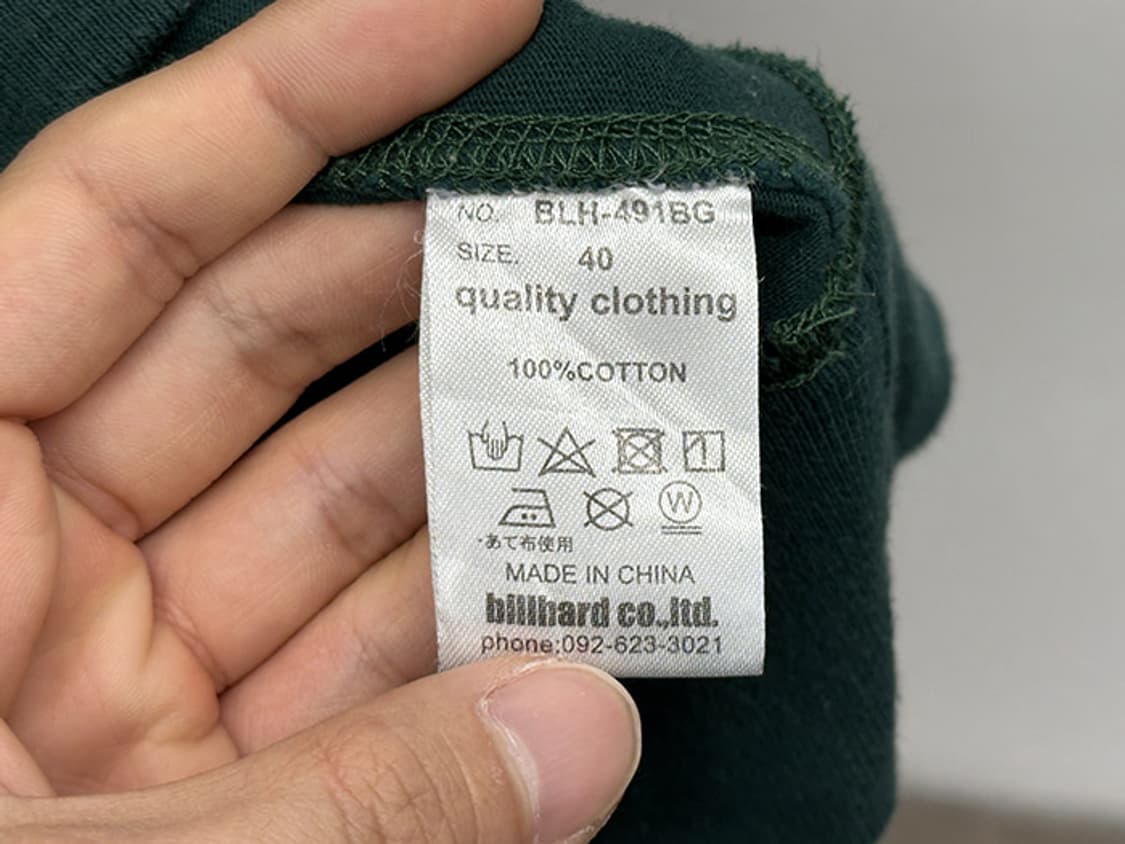 NO. BLH-491BG
SIZE. 40
quality clothing
100%COTTON
W
・あて布使用
MADE IN CHINA
billhard co.,ltd.
phone:092-623-3021